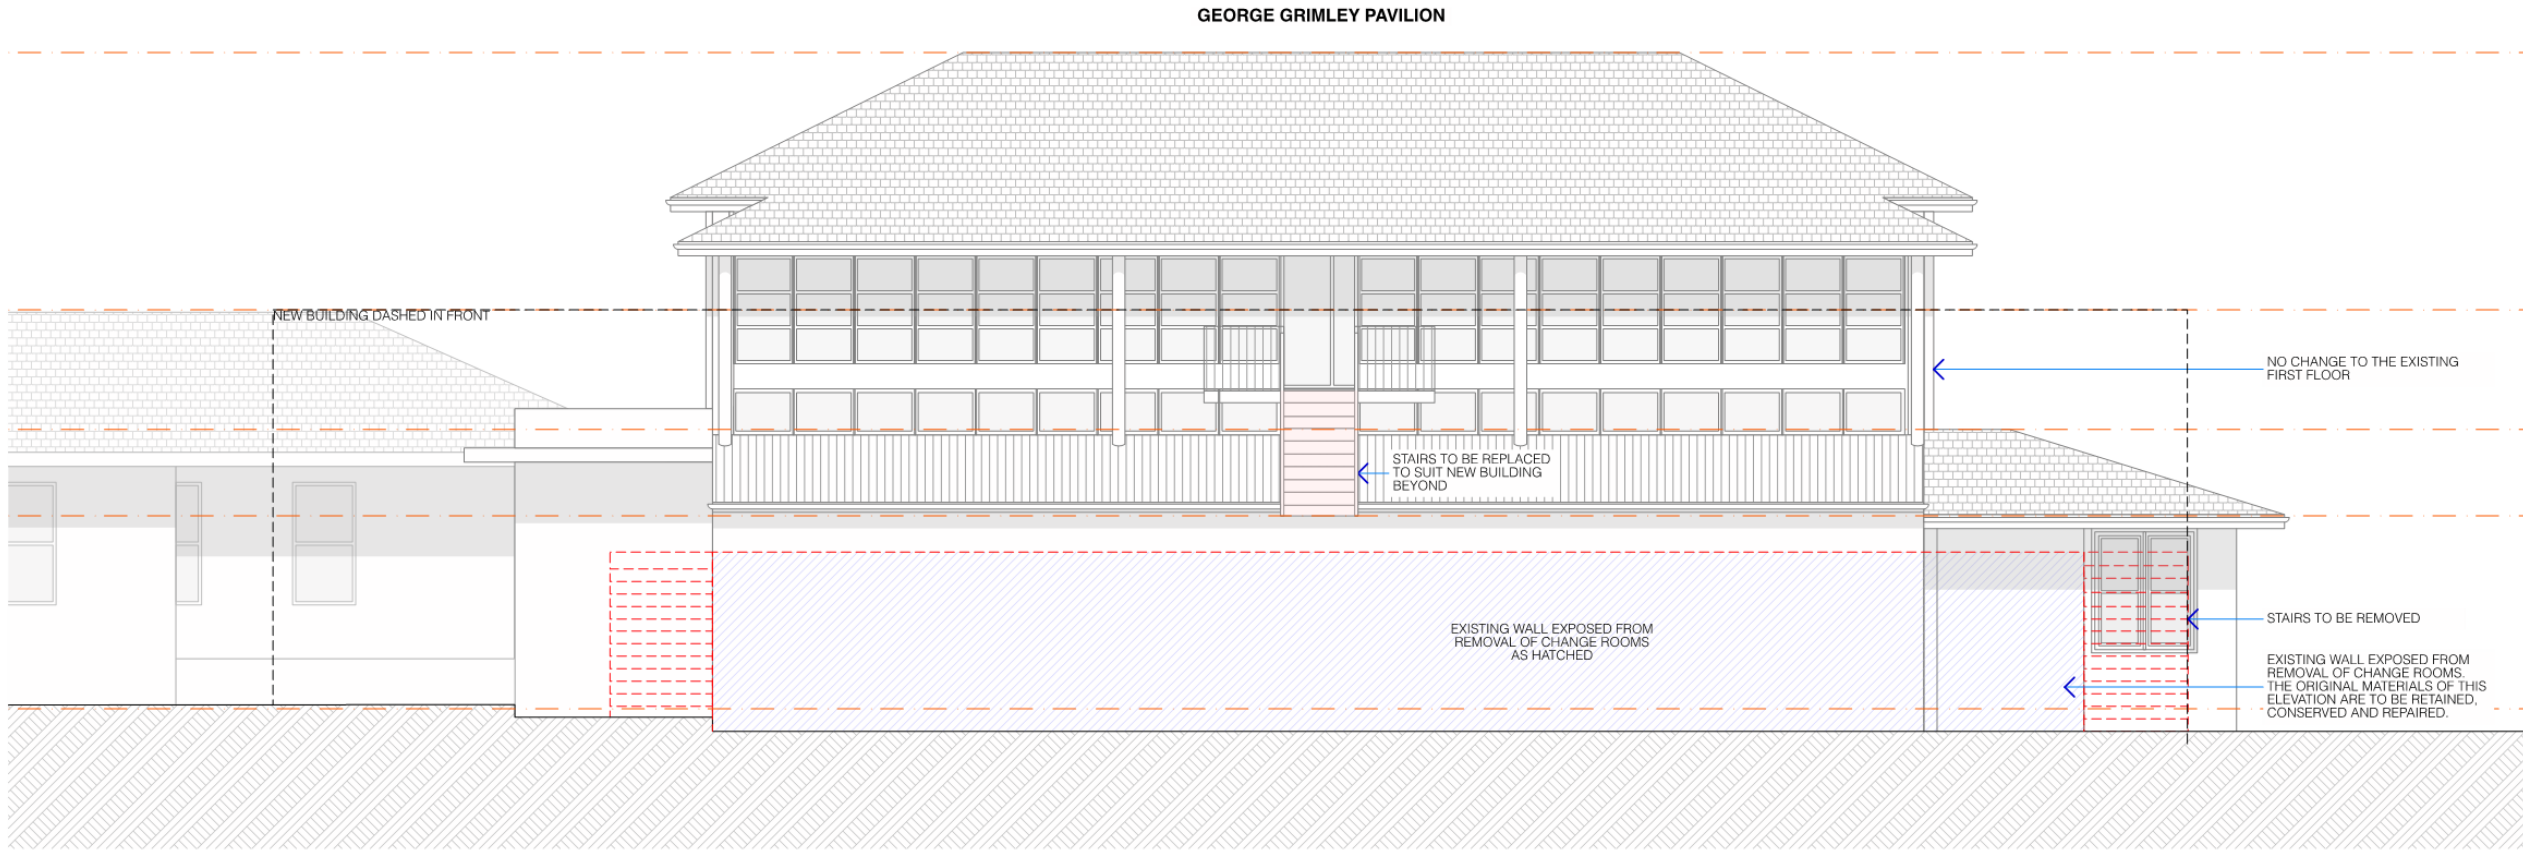 GEORGE GRIMLEY PAVILION
NEW BUILDING DASHED IN FRONT
NO CHANGE TO THE EXISTING
FIRST FLOOR
STAIRS TO BE REPLACED
TO SUIT NEW BUILDING
BEYOND
EXISTING WALL EXPOSED FROM
REMOVAL OF CHANGE ROOMS
AS HATCHED
STAIRS TO BE REMOVED
EXISTING WALL EXPOSED FROM
REMOVAL OF CHANGE ROOMS.
THE ORIGINAL MATERIALS OF THIS
ELEVATION ARE TO BE RETAINED,
CONSERVED AND REPAIRED.